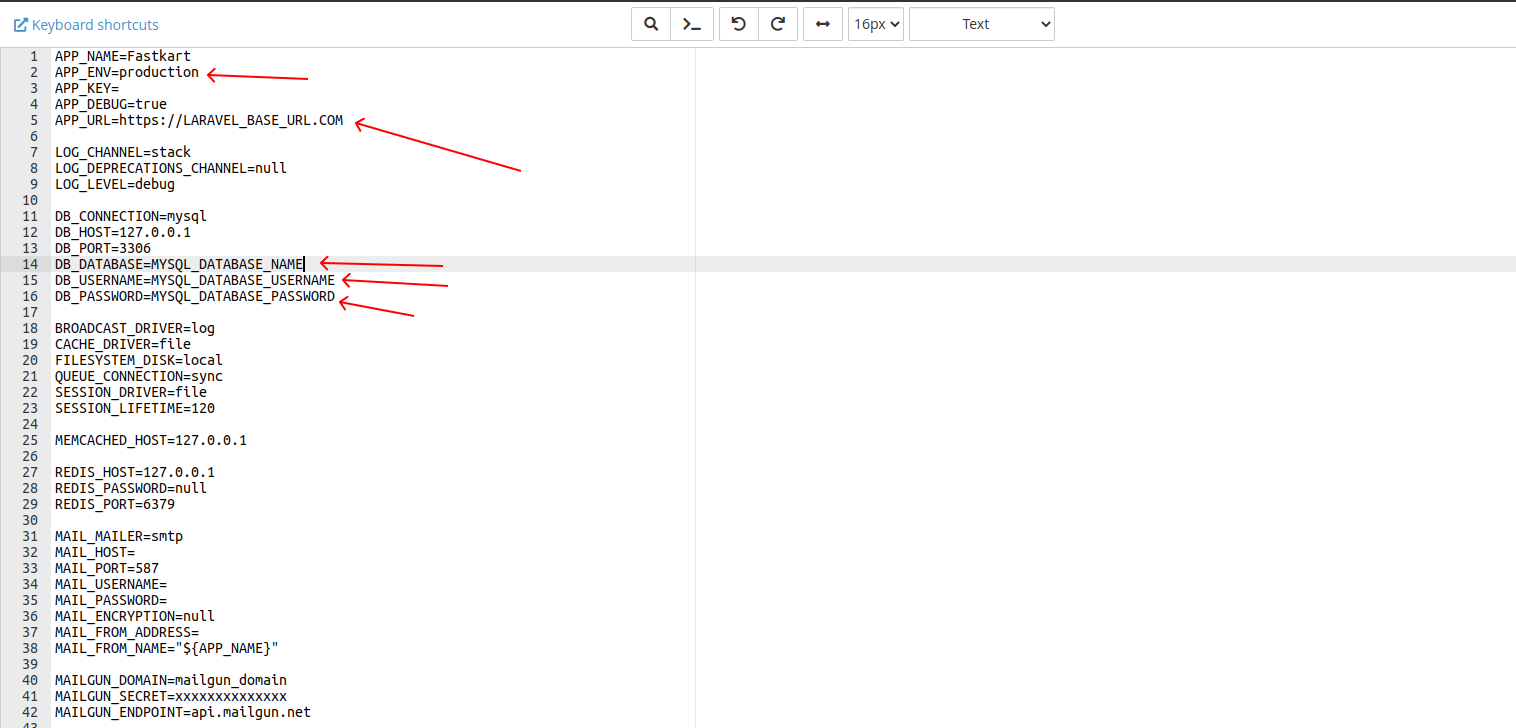 Keyboard shortcuts
16px
Text
1 APP_NAME=Fastkart
2 APP_ENV=production
3 APP_KEY=
4 APP_DEBUG=true
5 APP_URL=https://LARAVEL_BASE_URL.COM
6
7 LOG_CHANNEL=stack
8 LOG_DEPRECATIONS_CHANNEL=null
9 LOG_LEVEL=debug
10
11 DB_CONNECTION=mysql
12 DB_HOST=127.0.0.1
13 DB_PORT=3306
14 DB_DATABASE=MYSQL_DATABASE_NAME
15 DB_USERNAME=MYSQL_DATABASE_USERNAME
16 DB_PASSWORD=MYSQL_DATABASE_PASSWORD
17
18 BROADCAST_DRIVER=log
19 CACHE_DRIVER=file
20 FILESYSTEM_DISK=local
21 QUEUE_CONNECTION=sync
22 SESSION_DRIVER=file
23 SESSION_LIFETIME=120
24
25 MEMCACHED_HOST=127.0.0.1
26
27 REDIS_HOST=127.0.0.1
28 REDIS_PASSWORD=null
29 REDIS_PORT=6379
30
31 MAIL_MAILER=smtp
32 MAIL_HOST=
33 MAIL_PORT=587
34 MAIL_USERNAME=
35 MAIL_PASSWORD=
36 MAIL_ENCRYPTION=null
37 MAIL_FROM_ADDRESS=
38 MAIL_FROM_NAME="${APP_NAME}"
39
40 MAILGUN_DOMAIN=mailgun_domain
41 MAILGUN_SECRET=xxxxxxxxxxxxxx
42 MAILGUN_ENDPOINT=api.mailgun.net
43